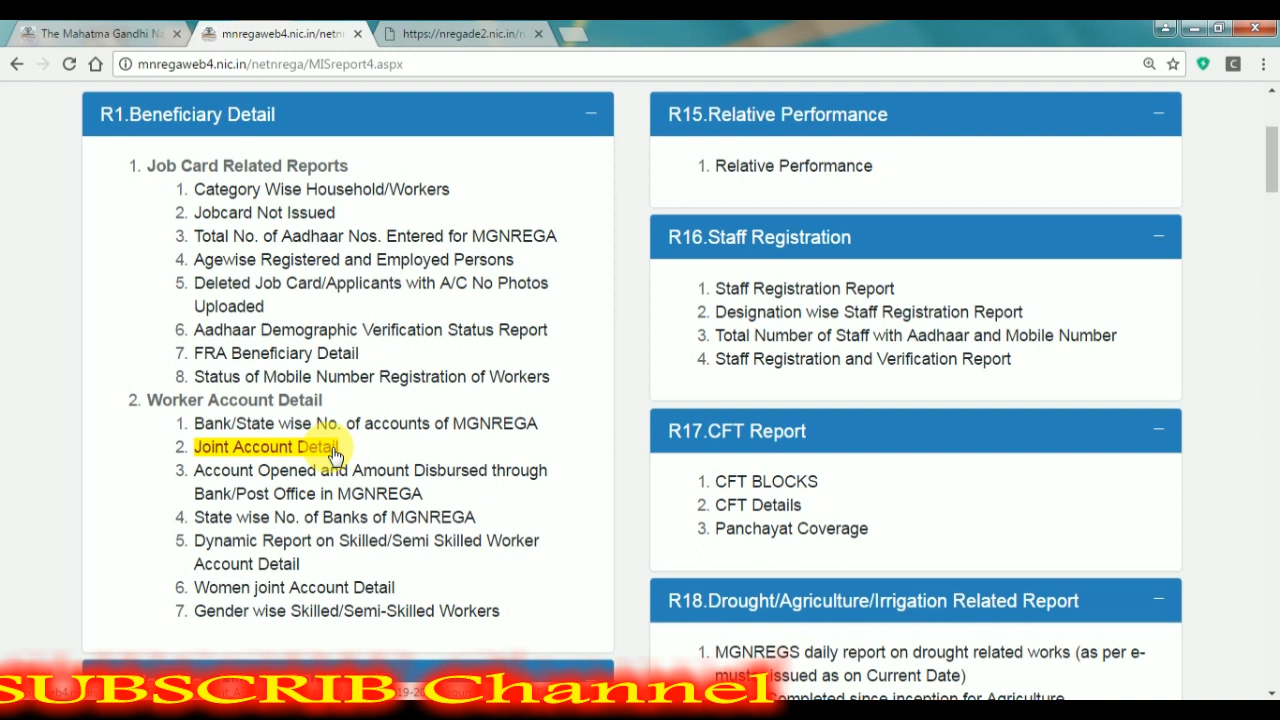 The Mahatma Gandhi Na
mnregaweb4.nic.in/netnr
https://nregade2.nic.in/n
mnregaweb4.nic.in/netnrega/MISreport4.aspx
C
R1.Beneficiary Detail
1. Job Card Related Reports
1. Category Wise Household/Workers
2. Jobcard Not Issued
3. Total No. of Aadhaar Nos. Entered for MGNREGA
4. Agewise Registered and Employed Persons
5. Deleted Job Card/Applicants with A/C No Photos
Uploaded
6. Aadhaar Demographic Verification Status Report
7. FRA Beneficiary Detail
8. Status of Mobile Number Registration of Workers
2. Worker Account Detail
1. Bank/State wise No. of accounts of MGNREGA
2. Joint Account Detail
3. Account Opened and Amount Disbursed through
Bank/Post Office in MGNREGA
4. State wise No. of Banks of MGNREGA
5. Dynamic Report on Skilled/Semi Skilled Worker
Account Detail
6. Women joint Account Detail
7. Gender wise Skilled/Semi-Skilled Workers
R15.Relative Performance
1. Relative Performance
R16.Staff Registration
1. Staff Registration Report
2. Designation wise Staff Registration Report
3. Total Number of Staff with Aadhaar and Mobile Number
4. Staff Registration and Verification Report
R17.CFT Report
1. CFT BLOCKS
2. CFT Details
3. Panchayat Coverage
R18.Drought/Agriculture/Irrigation Related Report
1. MGNREGS daily report on drought related works (as per e-
issued as on Current Date)
Completed since inception for Agriculture
SUBSCRIB Channel